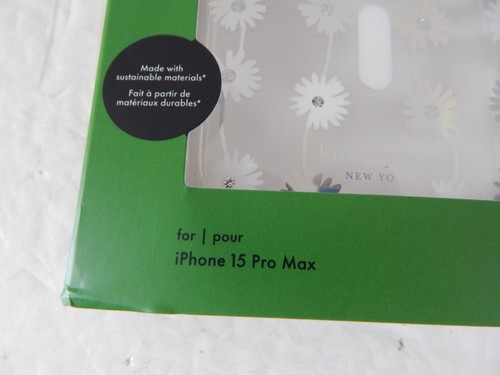 Made with
sustainable materials*
Fait à partir de
matériaux durables*
NEW YO
for | pour
iPhone 15 Pro Max